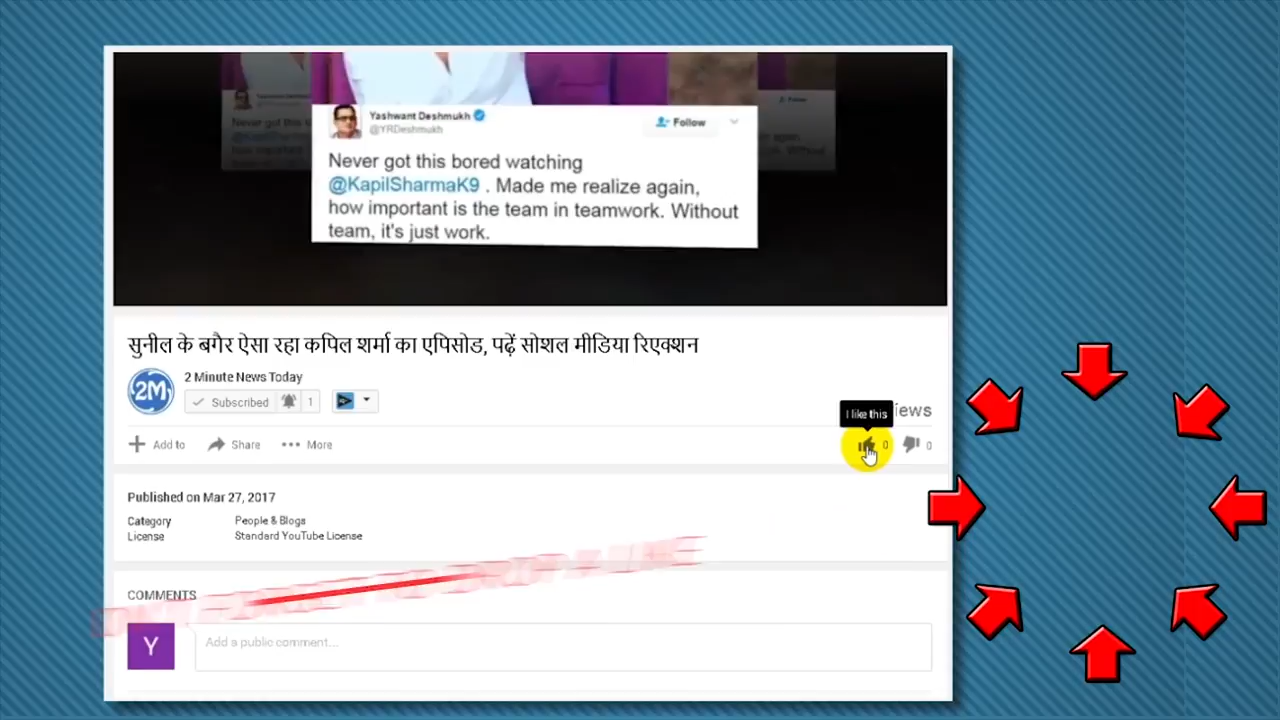 Yashwant Deshmukh
@YRDeshmukh
Follow
Never got this bored watching
@KapilSharmaK9 . Made me realize again,
how important is the team in teamwork. Without
team, it's just work.
सुनील के बगैर ऐसा रहा कपिल शर्मा का एपिसोड, पढ़ें सोशल मीडिया रिएक्शन
2M
2 Minute News Today
Subscribed 1
I like this
Add to Share More 0 0
Published on Mar 27, 2017
Category People & Blogs
License Standard YouTube License
COMMENTS
Y
Add a public comment...